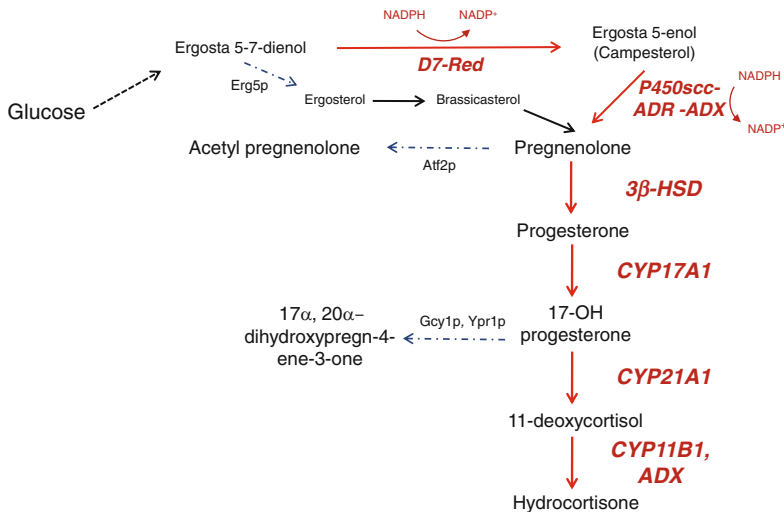 NADPH
NADP+
Ergosta 5-7-dienol
Ergosta 5-enol
(Campesterol)
D7-Red
Erg5p
Glucose
Ergosterol
Brassicasterol
P450scc-
ADR -ADX
NADPH
NADP+
Acetyl pregnenolone
Atf2p
Pregnenolone
3β-HSD
Progesterone
CYP17A1
17α, 20α–
dihydroxypregn-4-
ene-3-one
Gcy1p, Ypr1p
17-OH
progesterone
CYP21A1
11-deoxycortisol
CYP11B1,
ADX
Hydrocortisone